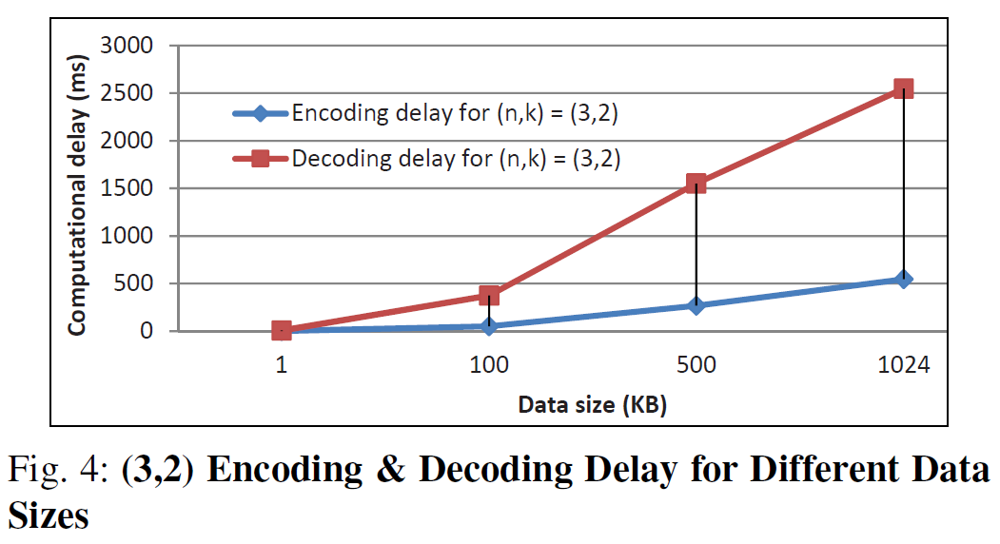 3000
2500
2000
1500
1000
500
0
Computational delay (ms)
Encoding delay for (n,k) = (3,2)
Decoding delay for (n,k) = (3,2)
1 100 500 1024
Data size (KB)
Fig. 4: (3,2) Encoding & Decoding Delay for Different Data
Sizes